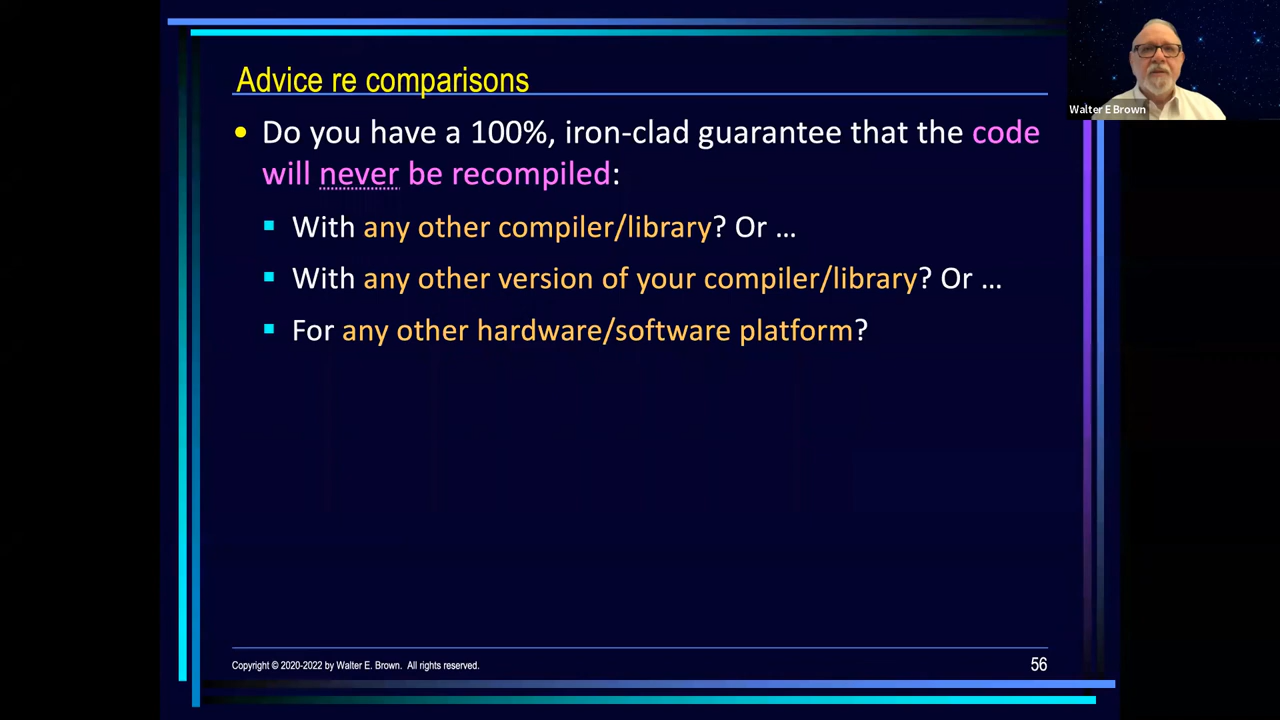 Advice re comparisons
Walter E Brown
• Do you have a 100%, iron-clad guarantee that the code
will never be recompiled:
▪ With any other compiler/library? Or …
▪ With any other version of your compiler/library? Or …
▪ For any other hardware/software platform?
Copyright © 2020-2022 by Walter E. Brown. All rights reserved.
56